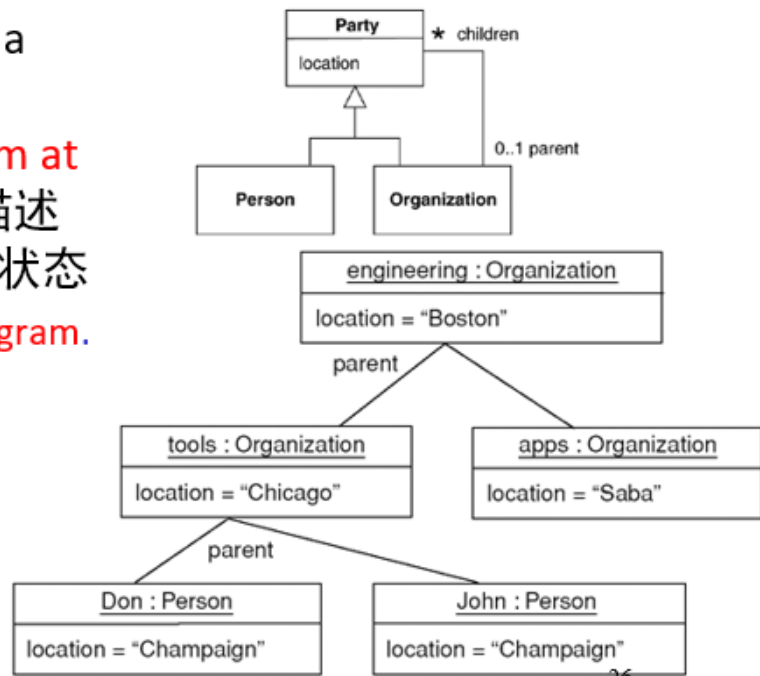 a
m at
描述
状态
gram.
Party
* children
location
0..1 parent
Person
Organization
engineering : Organization
location = “Boston”
parent
tools : Organization
location = “Chicago”
apps : Organization
location = “Saba”
parent
Don : Person
location = “Champaign”
John : Person
location = “Champaign”